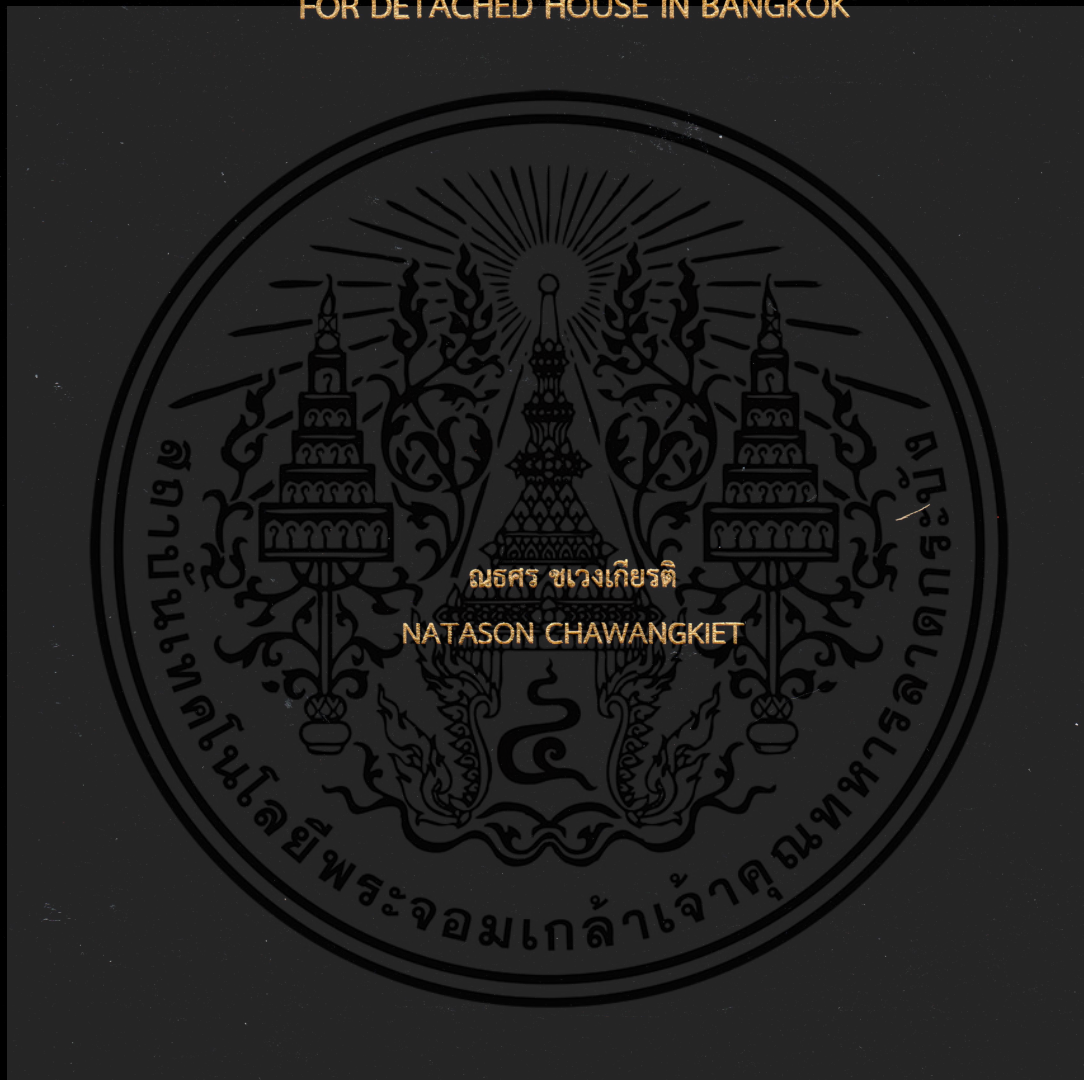 FOR DETACHED HOUSE IN BANGKOK
ณธศร ชเวงเกียรติ
NATASON CHAWANGKIET
สถาบันเทคโนโลยีพระจอมเกล้าเจ้าคุณทหารลาดกระบัง
๔